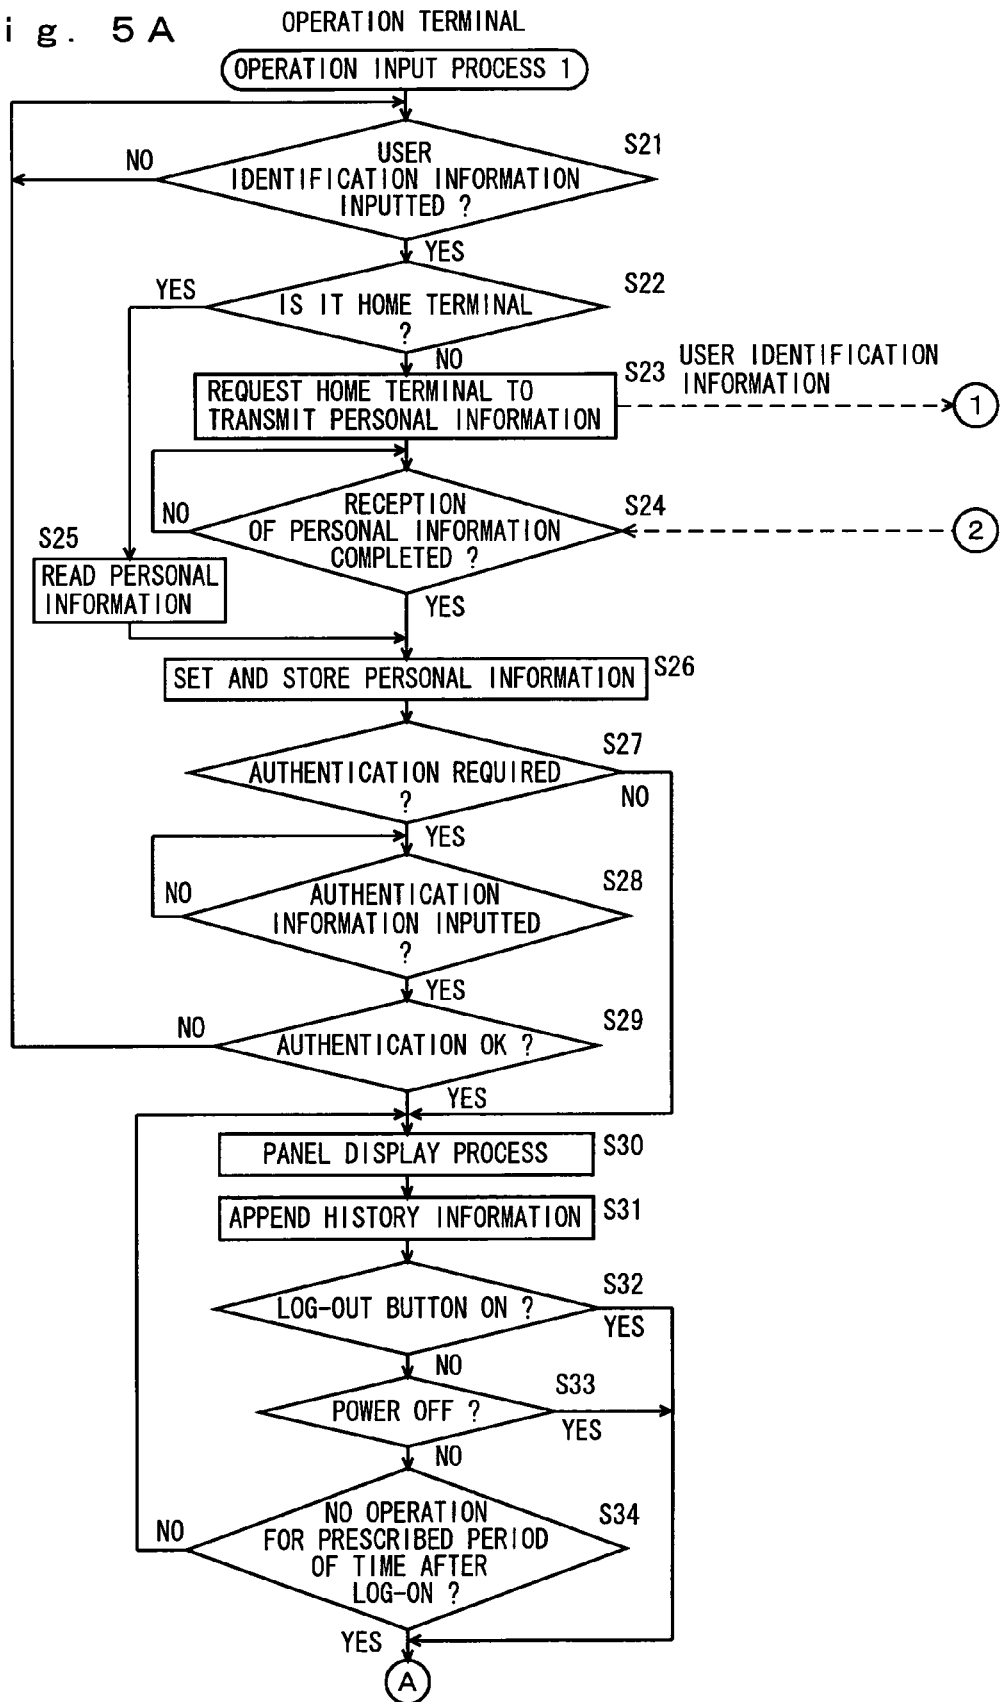 ig. 5A
OPERATION TERMINAL
OPERATION INPUT PROCESS 1
S21
NO
USER
IDENTIFICATION INFORMATION
INPUTTED ?
YES
S22
YES
IS IT HOME TERMINAL
?
NO
S23
USER IDENTIFICATION
INFORMATION
REQUEST HOME TERMINAL TO
TRANSMIT PERSONAL INFORMATION
1
S24
NO
RECEPTION
OF PERSONAL INFORMATION
COMPLETED ?
2
S25
READ PERSONAL
INFORMATION
YES
SET AND STORE PERSONAL INFORMATION
S26
S27
AUTHENTICATION REQUIRED
?
NO
YES
S28
NO
AUTHENTICATION
INFORMATION INPUTTED
?
YES
S29
NO
AUTHENTICATION OK ?
YES
PANEL DISPLAY PROCESS
S30
APPEND HISTORY INFORMATION
S31
S32
LOG-OUT BUTTON ON ?
YES
NO
S33
POWER OFF ?
YES
NO
S34
NO
NO OPERATION
FOR PRESCRIBED PERIOD
OF TIME AFTER
LOG-ON ?
YES
A